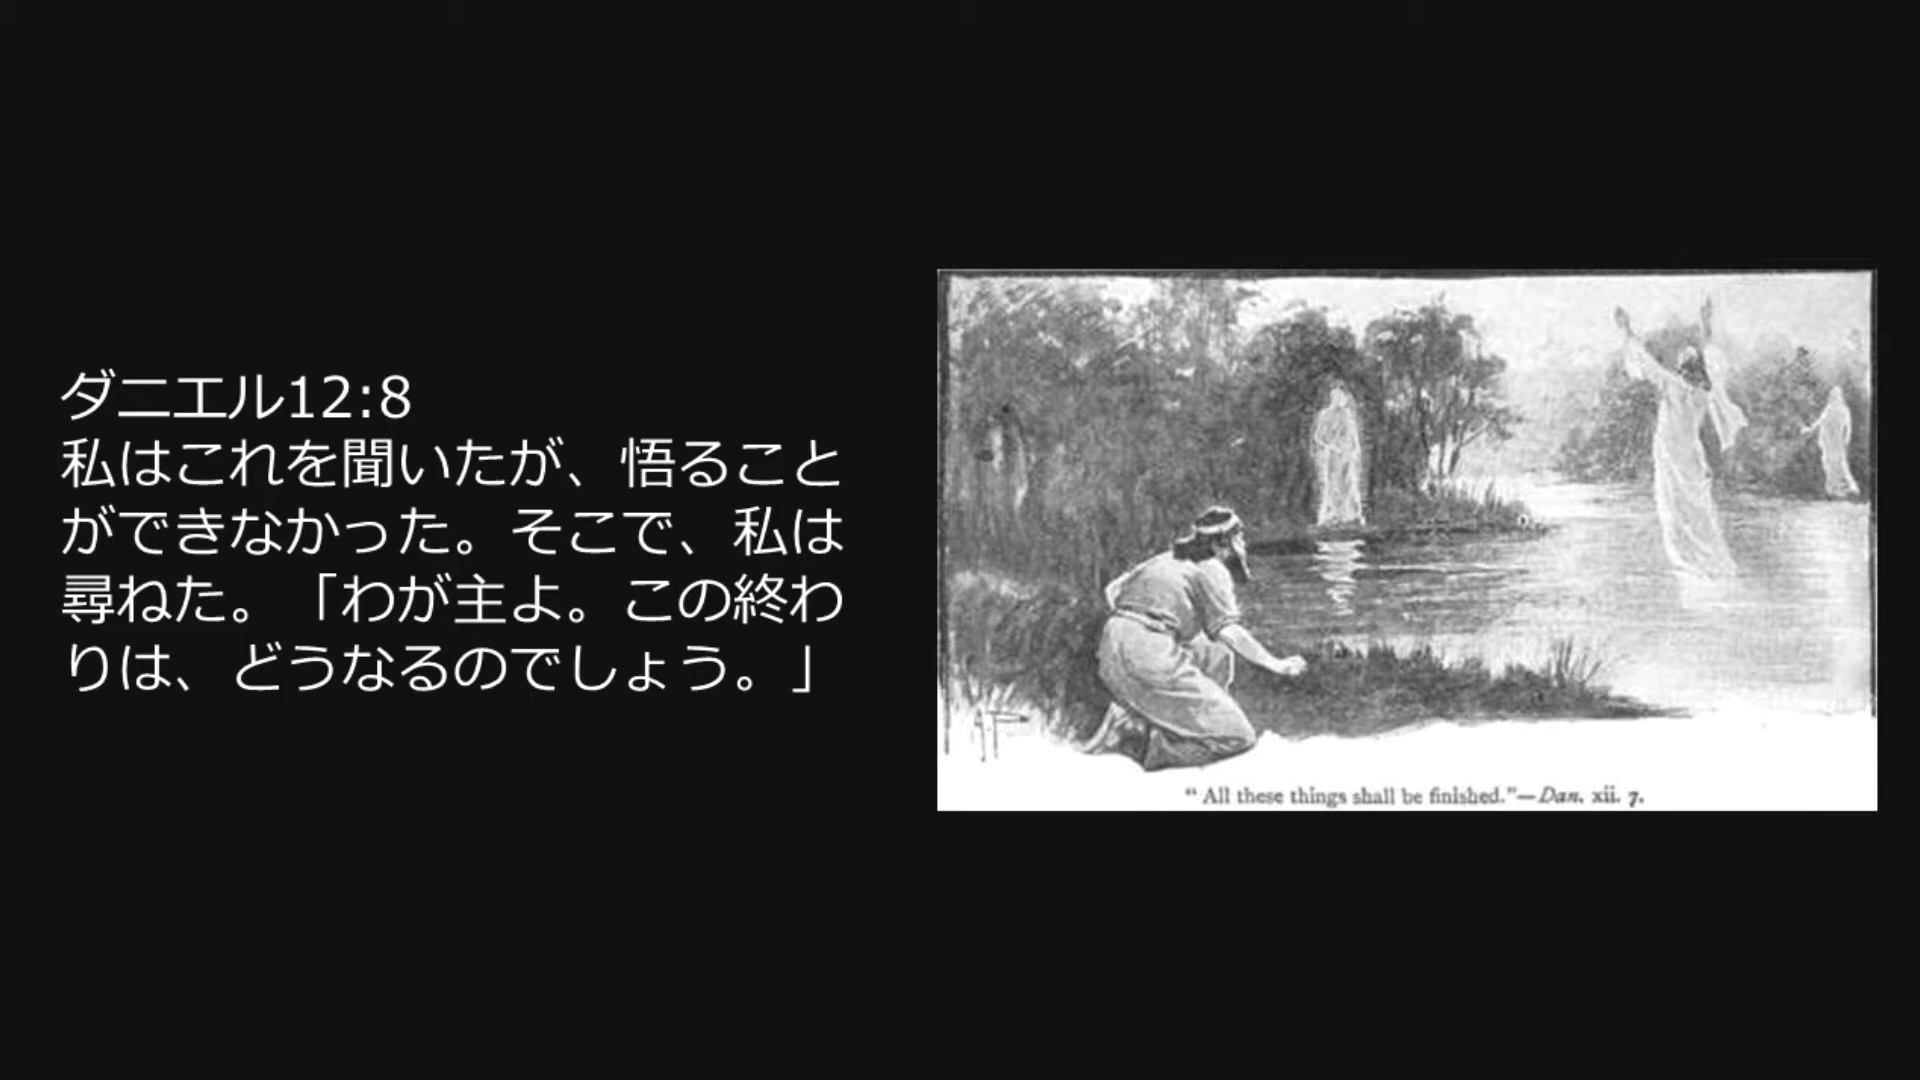 ダニエル12:8
私はこれを聞いたが、悟ること
ができなかった。そこで、私は
尋ねた。「わが主よ。この終わ
りは、どうなるのでしょう。」
“ All these things shall be finished.”—Dan. xii. 7.